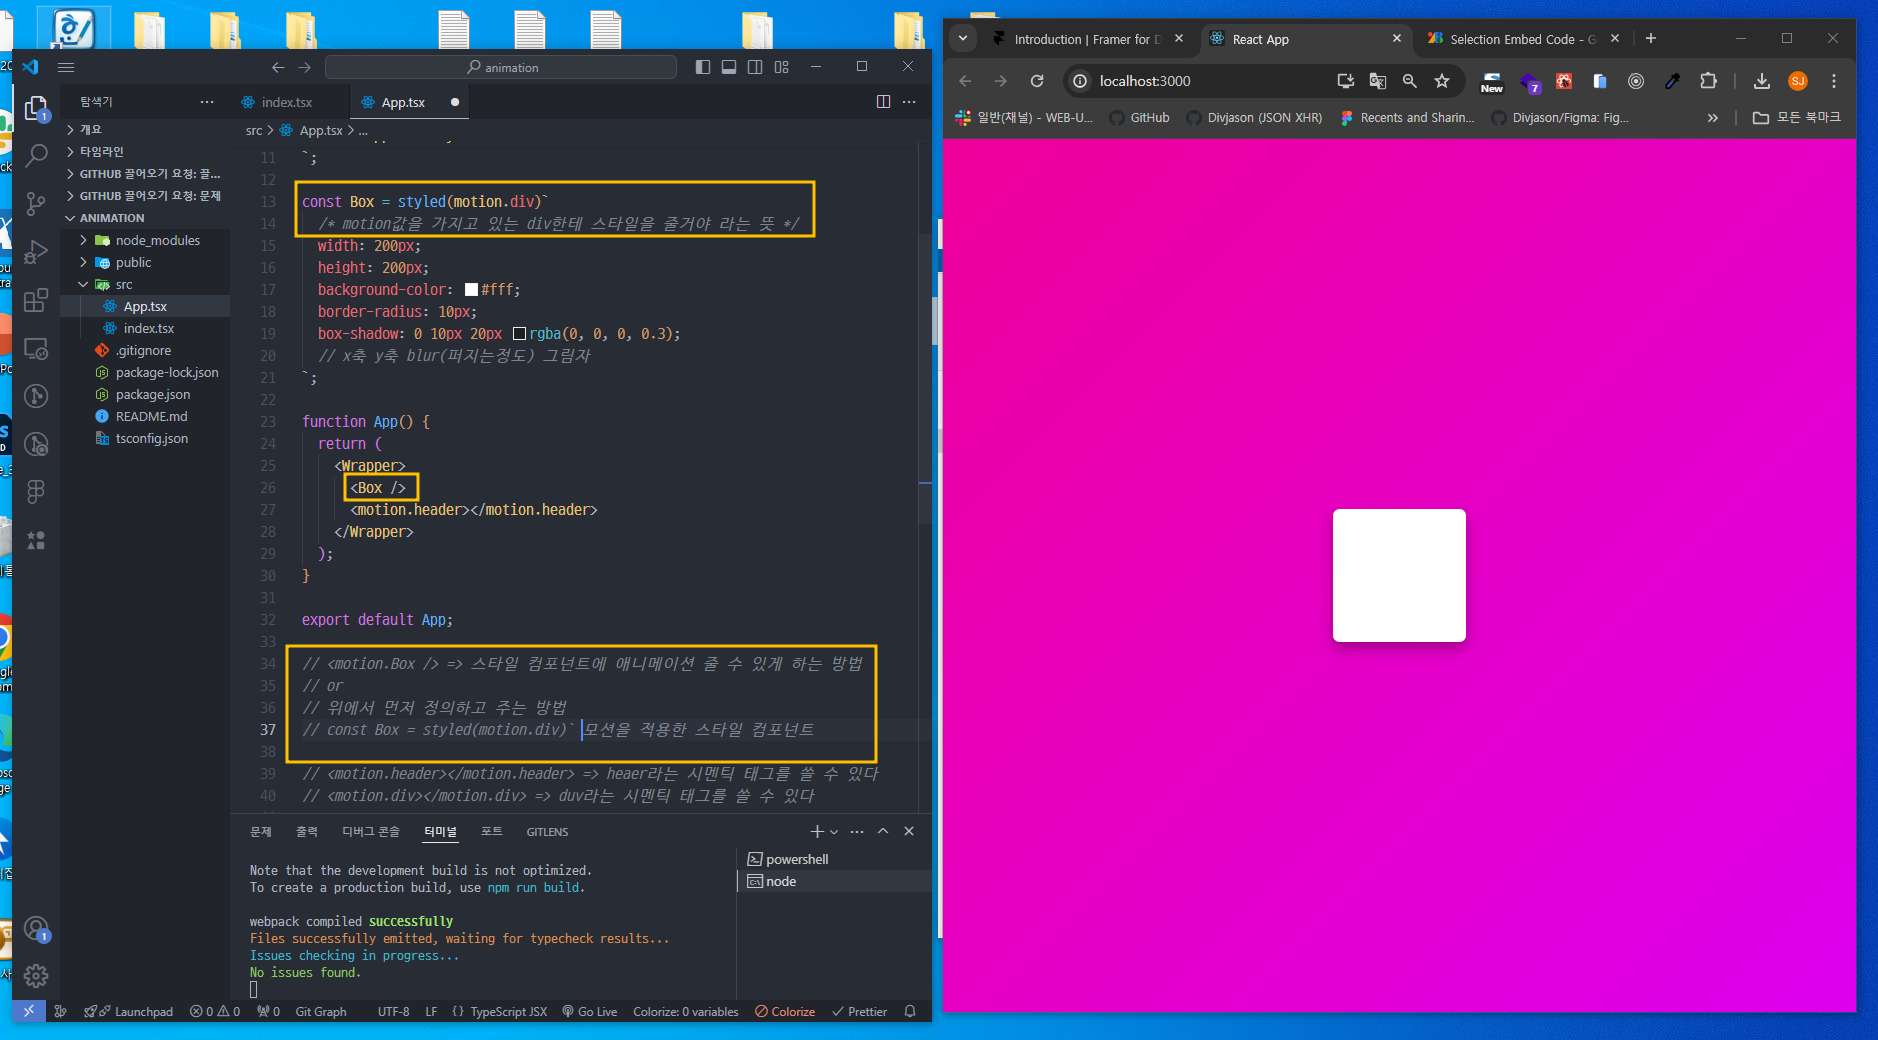 animation
탐색기
index.tsx
App.tsx
src > App.tsx > ...
개요
타임라인
GITHUB 끌어오기 요청: 끌...
GITHUB 끌어오기 요청: 문제
ANIMATION
node_modules
public
src
App.tsx
index.tsx
.gitignore
package-lock.json
package.json
README.md
tsconfig.json
11 `;
12
13 const Box = styled(motion.div)`
14 /* motion값을 가지고 있는 div한테 스타일을 줄거야 라는 뜻 */
15 width: 200px;
16 height: 200px;
17 background-color: #fff;
18 border-radius: 10px;
19 box-shadow: 0 10px 20px rgba(0, 0, 0, 0.3);
20 // x축 y축 blur(퍼지는정도) 그림자
21 `;
22
23 function App() {
24 return (
25 <Wrapper>
26 <Box />
27 <motion.header></motion.header>
28 </Wrapper>
29 );
30 }
31
32 export default App;
33
34 // <motion.Box /> => 스타일 컴포넌트에 애니메이션 줄 수 있게 하는 방법
35 // or
36 // 위에서 먼저 정의하고 주는 방법
37 // const Box = styled(motion.div)` 모션을 적용한 스타일 컴포넌트
38
39 // <motion.header></motion.header> => heaer라는 시멘틱 태그를 쓸 수 있다
40 // <motion.div></motion.div> => duv라는 시멘틱 태그를 쓸 수 있다
문제 출력 디버그 콘솔 터미널 포트 GITLENS
Note that the development build is not optimized.
To create a production build, use npm run build.
webpack compiled successfully
Files successfully emitted, waiting for typecheck results...
Issues checking in progress...
No issues found.
powershell
node
Launchpad 0 0 0 Git Graph UTF-8 LF {} TypeScript JSX Go Live Colorize: 0 variables Colorize Prettier
Introduction | Framer for D
React App
Selection Embed Code - G
localhost:3000
New
7
SJ
일반(채널) - WEB-U...
GitHub
Divjason (JSON XHR)
Recents and Sharin...
Divjason/Figma: Fig...
모든 북마크